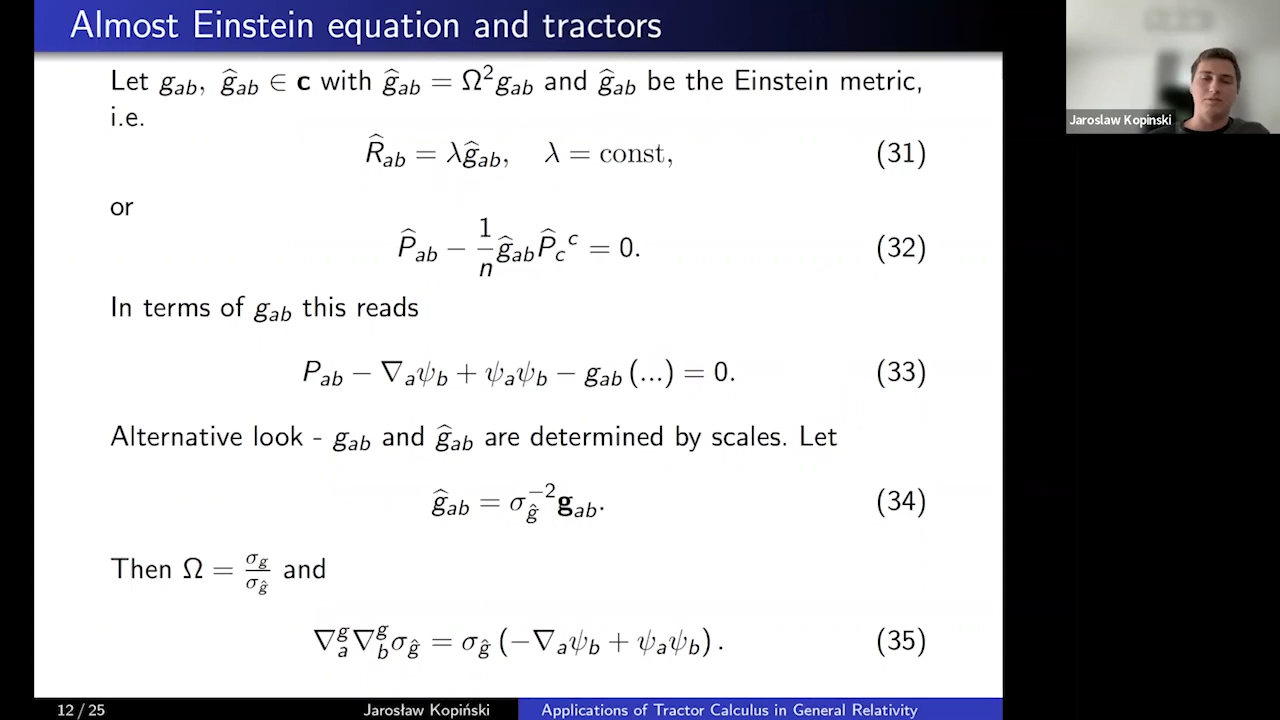 Almost Einstein equation and tractors
Let g_{ab}, \hat{g}_{ab} ∈ c with \hat{g}_{ab} = Ω²g_{ab} and \hat{g}_{ab} be the Einstein metric,
i.e.
\hat{R}_{ab} = λ\hat{g}_{ab}, λ = const, (31)
or
\hat{P}_{ab} − \frac{1}{n}\hat{g}_{ab}\hat{P}_c{}^c = 0. (32)
In terms of g_{ab} this reads
P_{ab} − ∇_aψ_b + ψ_aψ_b − g_{ab} (...) = 0. (33)
Alternative look - g_{ab} and \hat{g}_{ab} are determined by scales. Let
\hat{g}_{ab} = σ_{\hat{g}}^{−2}g_{ab}. (34)
Then Ω = \frac{σ_g}{σ_{\hat{g}}} and
∇_a^g∇_b^gσ_{\hat{g}} = σ_{\hat{g}} (−∇_aψ_b + ψ_aψ_b) . (35)
12 / 25 Jarosław Kopiński Applications of Tractor Calculus in General Relativity
Jaroslaw Kopinski